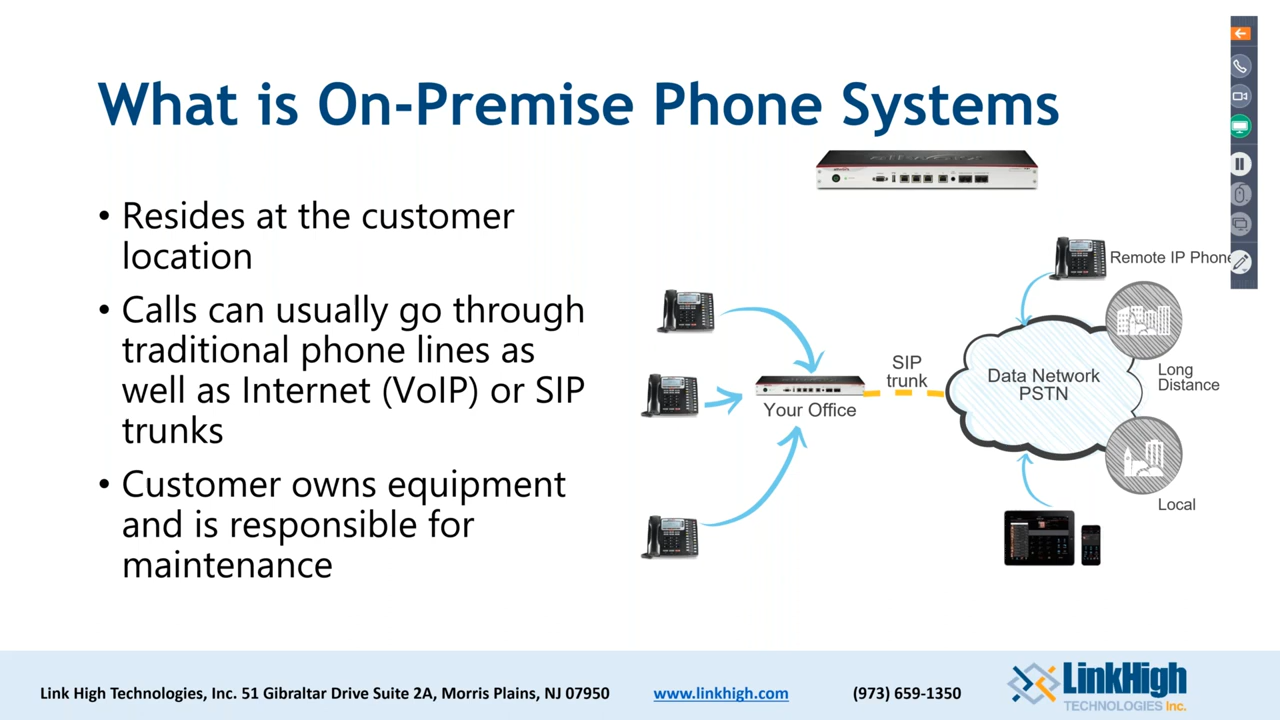 What is On-Premise Phone Systems
• Resides at the customer
location
• Calls can usually go through
traditional phone lines as
well as Internet (VoIP) or SIP
trunks
• Customer owns equipment
and is responsible for
maintenance
Remote IP Phone
SIP
trunk
Data Network
PSTN
Long
Distance
Your Office
Local
Link High Technologies, Inc. 51 Gibraltar Drive Suite 2A, Morris Plains, NJ 07950 www.linkhigh.com (973) 659-1350
LinkHigh
TECHNOLOGIES Inc.